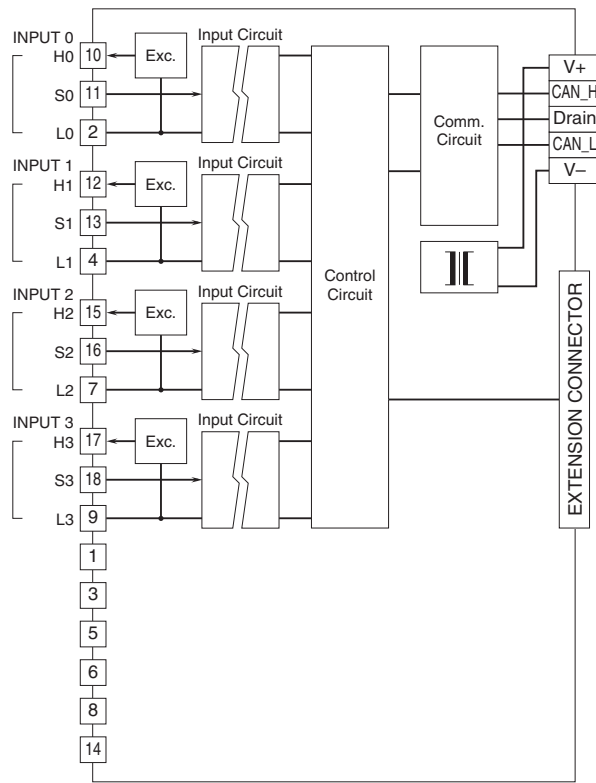 INPUT 0
H0 10 Exc. Input Circuit
S0 11
L0 2
INPUT 1
H1 12 Exc. Input Circuit
S1 13
L1 4
INPUT 2
H2 15 Exc. Input Circuit
S2 16
L2 7
INPUT 3
H3 17 Exc. Input Circuit
S3 18
L3 9
1
3
5
6
8
14
Control
Circuit
Comm.
Circuit
V+
CAN_H
Drain
CAN_L
V–
EXTENSION CONNECTOR